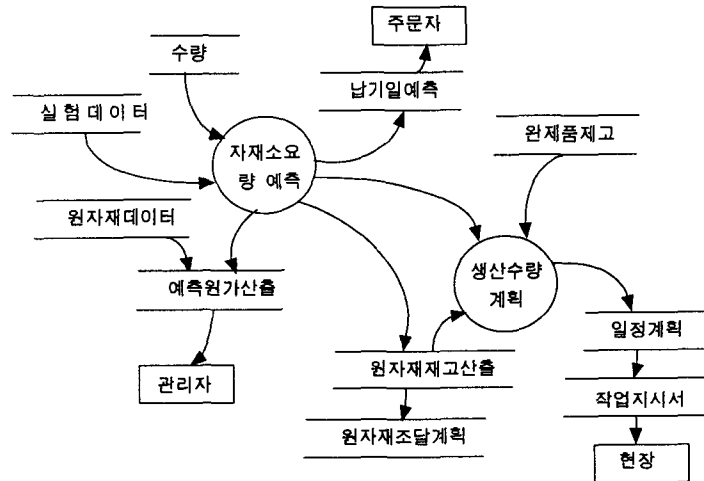 주문자
수량
납기일예측
실험데이터
완제품제고
자재소요
량 예측
원자재데이터
생산수량
계획
예측원가산출
일정계획
원자재재고산출
관리자
작업지시서
원자재조달계획
현장